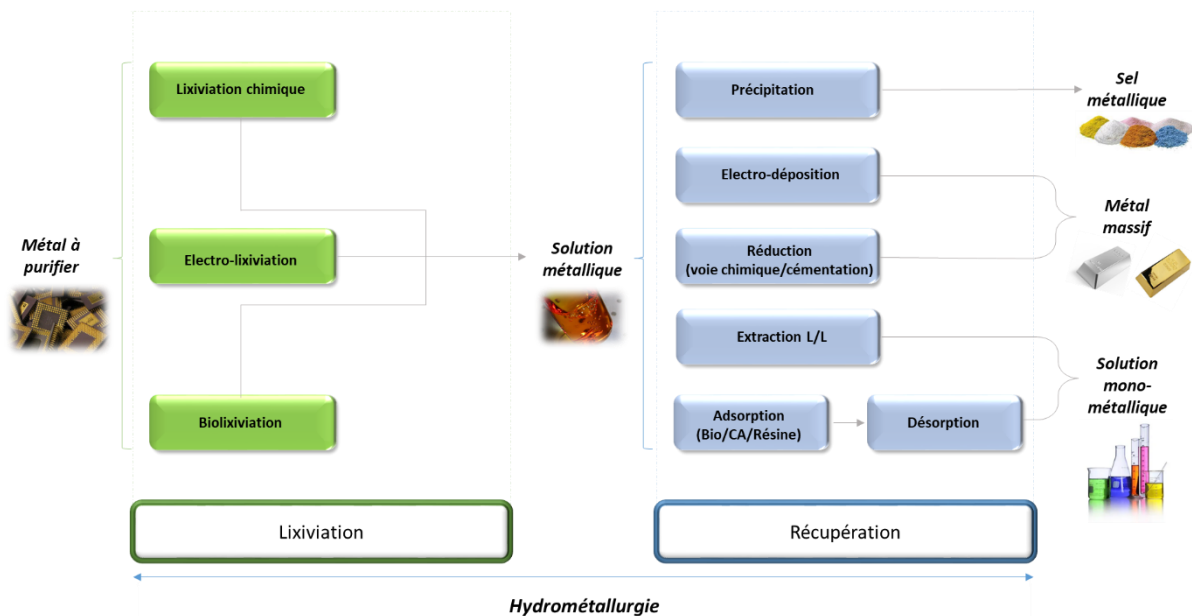 Métal à
purifier
Lixiviation chimique
Electro-lixiviation
Biolixiviation
Lixiviation
Solution
métallique
Précipitation
Electro-déposition
Réduction
(voie chimique/cémentation)
Extraction L/L
Adsorption
(Bio/CA/Résine)
Désorption
Récupération
Sel
métallique
Métal
massif
Solution
mono-
métallique
Hydrométallurgie